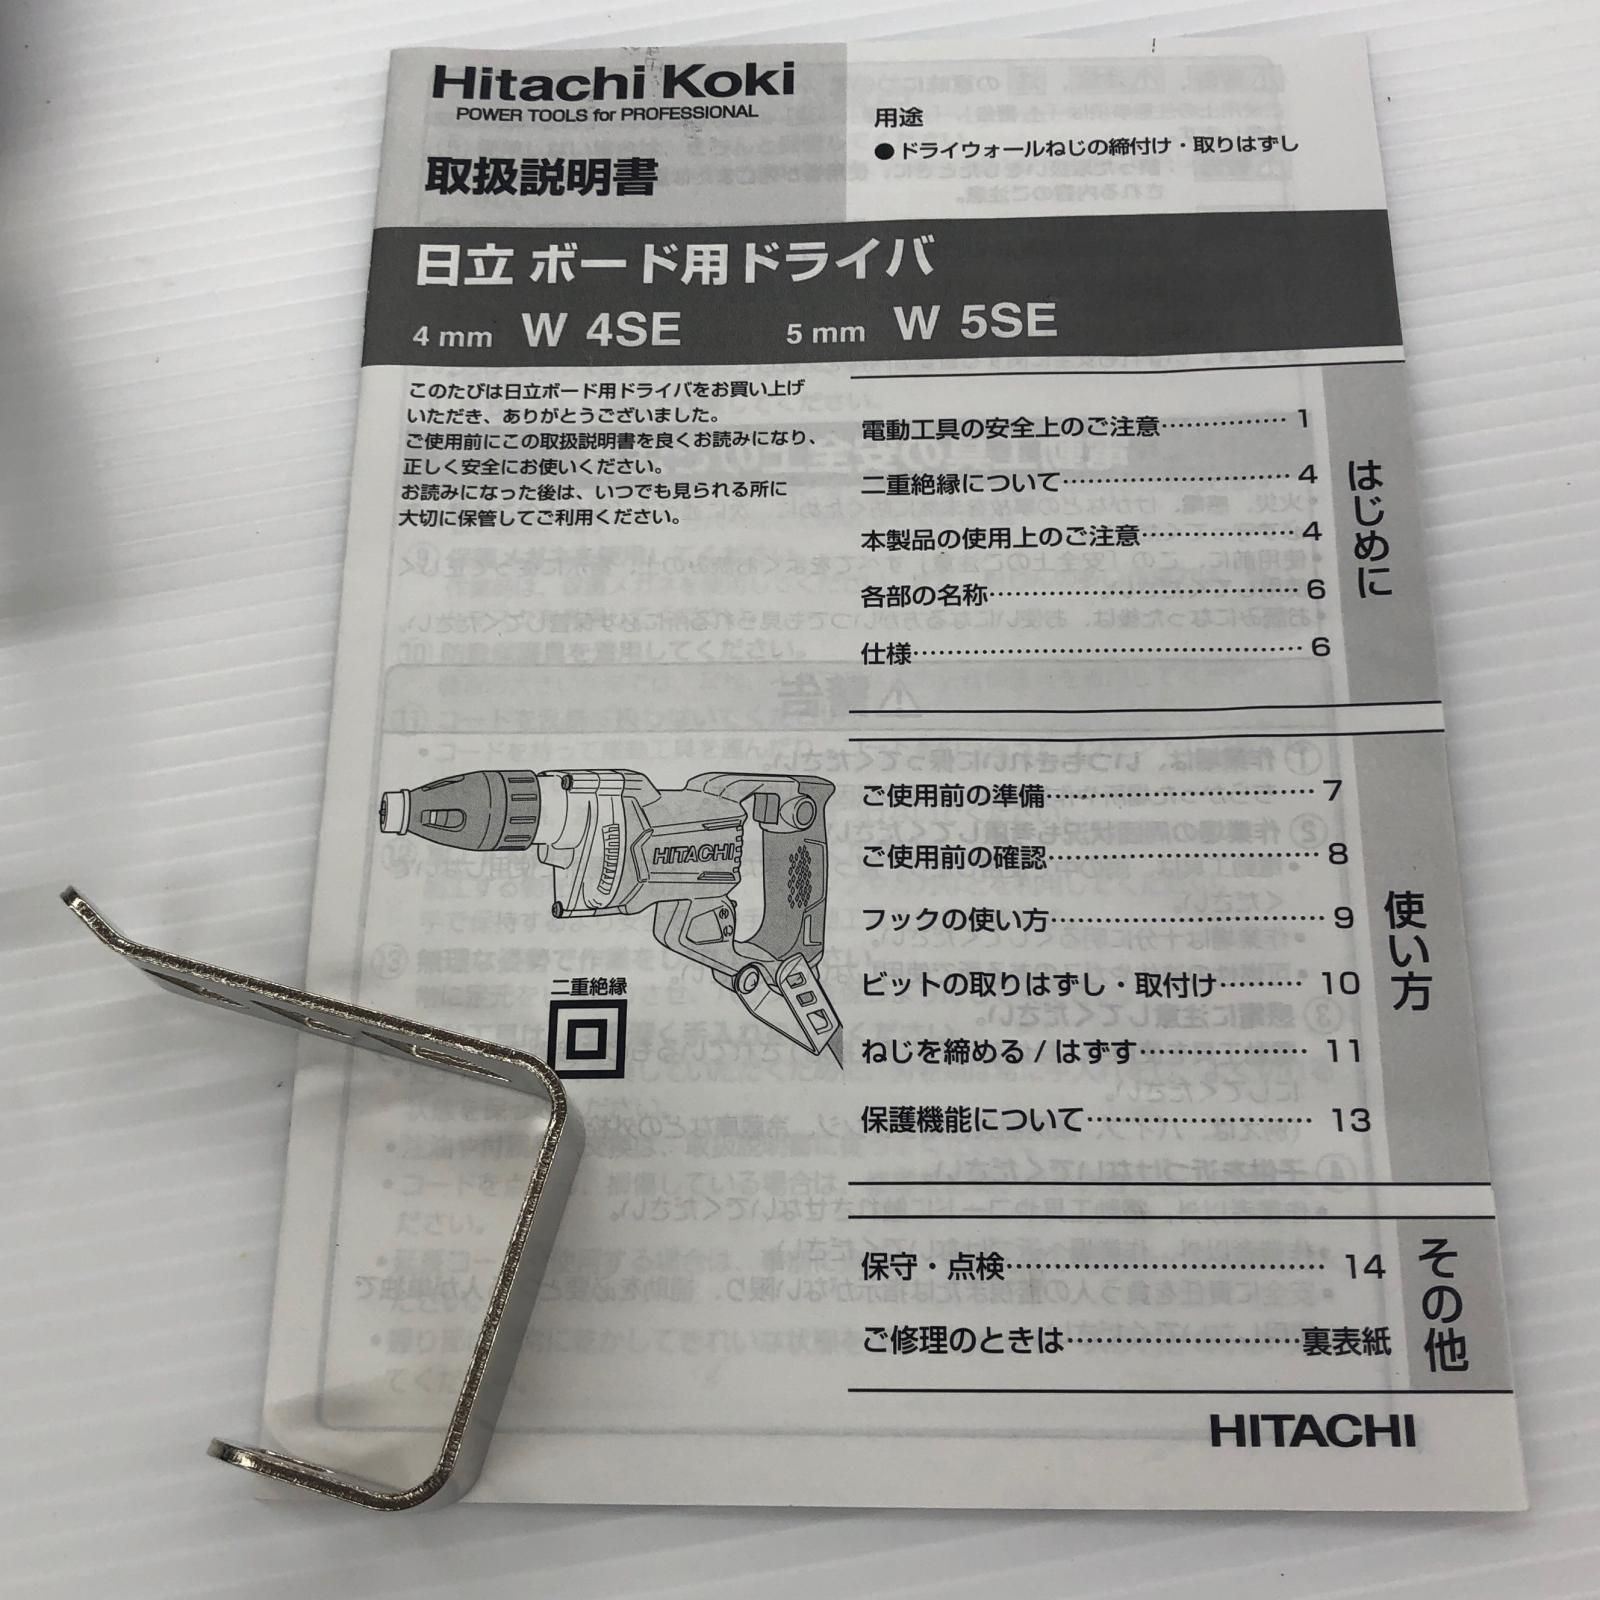 Hitachi Koki
POWER TOOLS for PROFESSIONAL
取扱説明書
用途
●ドライウォールねじの締付け・取りはずし
日立 ボード用ドライバ
4 mm W 4SE 5 mm W 5SE
このたびは日立ボード用ドライバをお買い上げ
いただき、ありがとうございました。
ご使用前にこの取扱説明書を良くお読みになり、
正しく安全にお使いください。
お読みになった後は、いつでも見られる所に
大切に保管してご利用ください。
HITACHI
二重絶縁
はじめに
電動工具の安全上のご注意……………1
二重絶縁について……………………4
本製品の使用上のご注意……………4
各部の名称……………………………6
仕様……………………………………6
使い方
ご使用前の準備………………………7
ご使用前の確認………………………8
フックの使い方………………………9
ビットの取りはずし・取付け………10
ねじを締める / はずす………………11
保護機能について……………………13
その他
保守・点検……………………………14
ご修理のときは……………………裏表紙
HITACHI